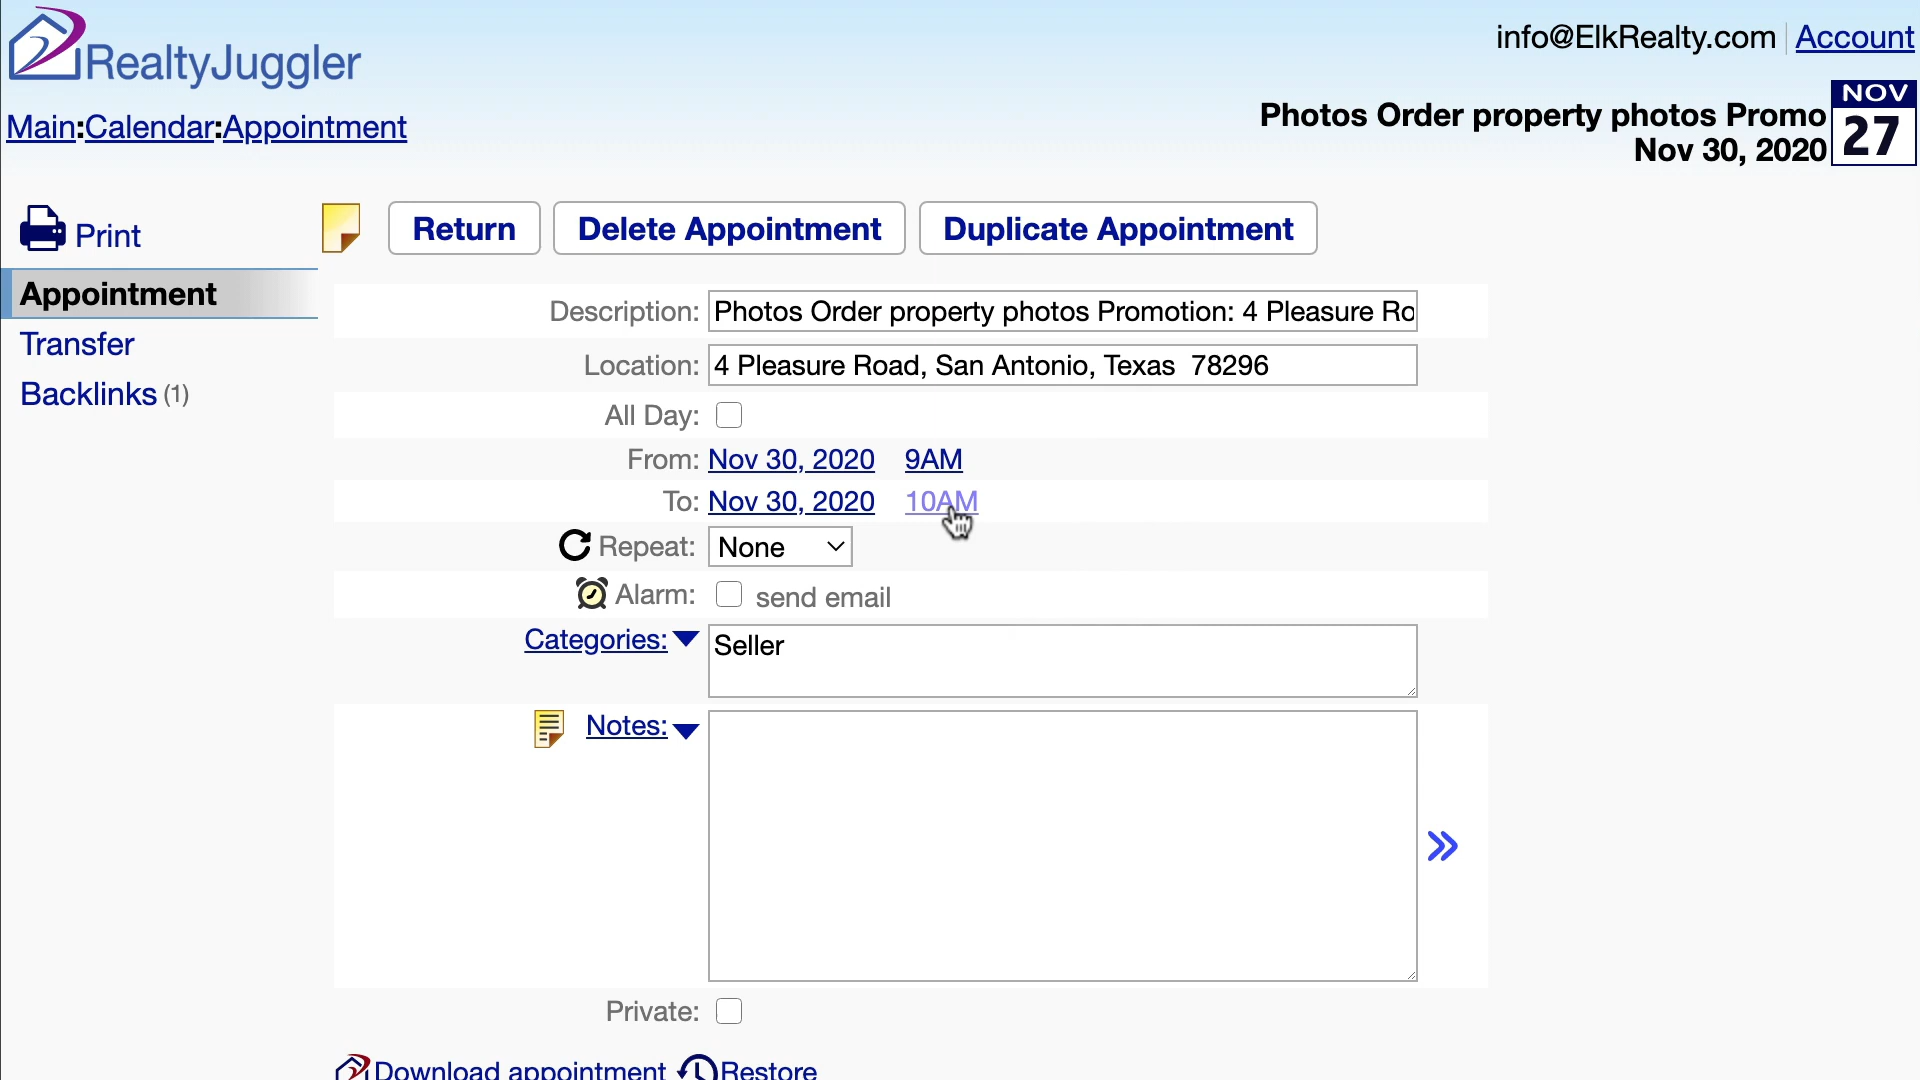 RealtyJuggler
info@ElkRealty.com Account
Main:Calendar:Appointment
Photos Order property photos Promo
Nov 30, 2020
NOV
27
Print
Return Delete Appointment Duplicate Appointment
Appointment
Transfer
Backlinks (1)
Description: Photos Order property photos Promotion: 4 Pleasure Ro
Location: 4 Pleasure Road, San Antonio, Texas 78296
All Day:
From: Nov 30, 2020 9AM
To: Nov 30, 2020 10AM
Repeat: None
Alarm: send email
Categories: Seller
Notes:
Private:
Download appointment Restore